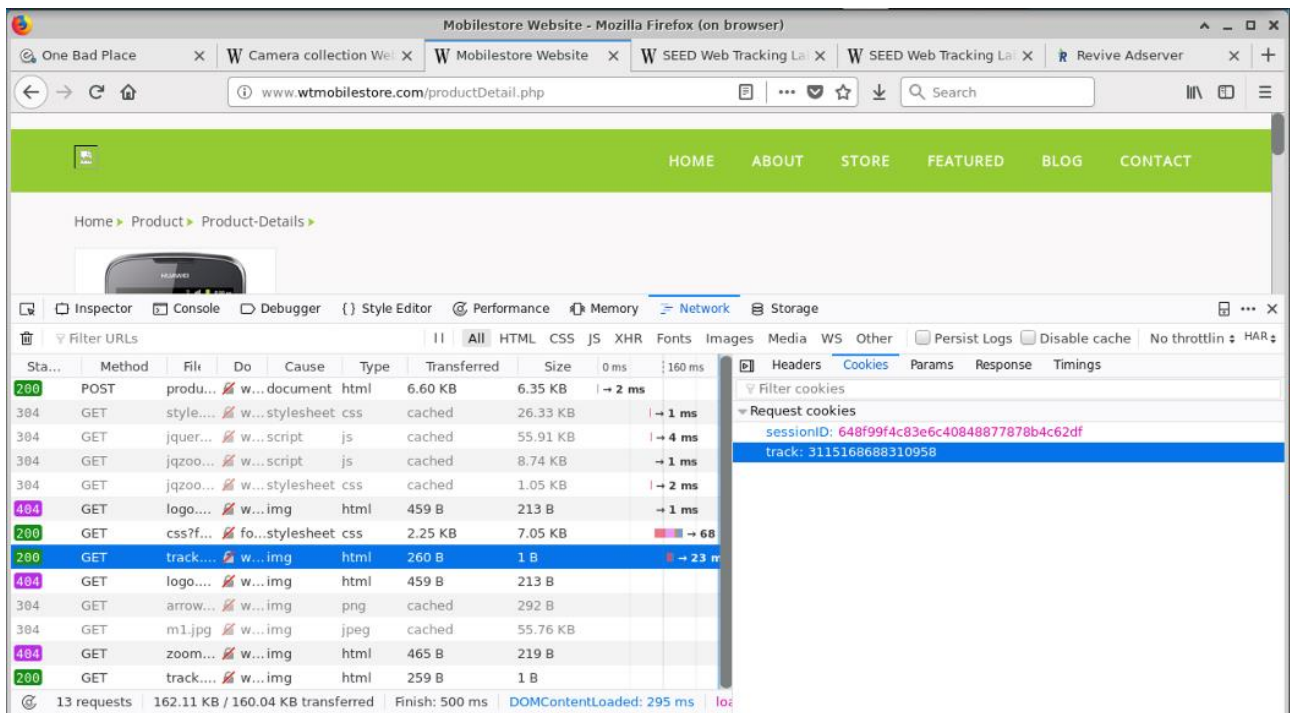 Mobilestore Website - Mozilla Firefox (on browser)
One Bad Place W Camera collection We W Mobilestore Website W SEED Web Tracking La W SEED Web Tracking La Revive Adserver
www.wtmobilestore.com/productDetail.php Search
HOME ABOUT STORE FEATURED BLOG CONTACT
Home Product Product-Details
HUAWEI
Inspector Console Debugger {} Style Editor Performance Memory Network Storage
Filter URLs All HTML CSS JS XHR Fonts Images Media WS Other Persist Logs Disable cache No throttlin HAR
Sta... Method File Do Cause Type Transferred Size 0 ms 160 ms Headers Cookies Params Response Timings
200 POST produ... w... document html 6.60 KB 6.35 KB → 2 ms Filter cookies
304 GET style.... w... stylesheet css cached 26.33 KB → 1 ms Request cookies
304 GET jquer... w... script js cached 55.91 KB → 4 ms sessionID: 648f99f4c83e6c40848877878b4c62df
304 GET jqzoo... w... script js cached 8.74 KB → 1 ms track: 3115168688310958
304 GET jqzoo... w... stylesheet css cached 1.05 KB → 2 ms
404 GET logo.... w... img html 459 B 213 B → 1 ms
200 GET css?f... fo... stylesheet css 2.25 KB 7.05 KB → 68
200 GET track.... w... img html 260 B 1 B → 23 m
404 GET logo.... w... img html 459 B 213 B
304 GET arrow... w... img png cached 292 B
304 GET m1.jpg w... img jpeg cached 55.76 KB
404 GET zoom... w... img html 465 B 219 B
200 GET track.... w... img html 259 B 1 B
13 requests 162.11 KB / 160.04 KB transferred Finish: 500 ms DOMContentLoaded: 295 ms loa